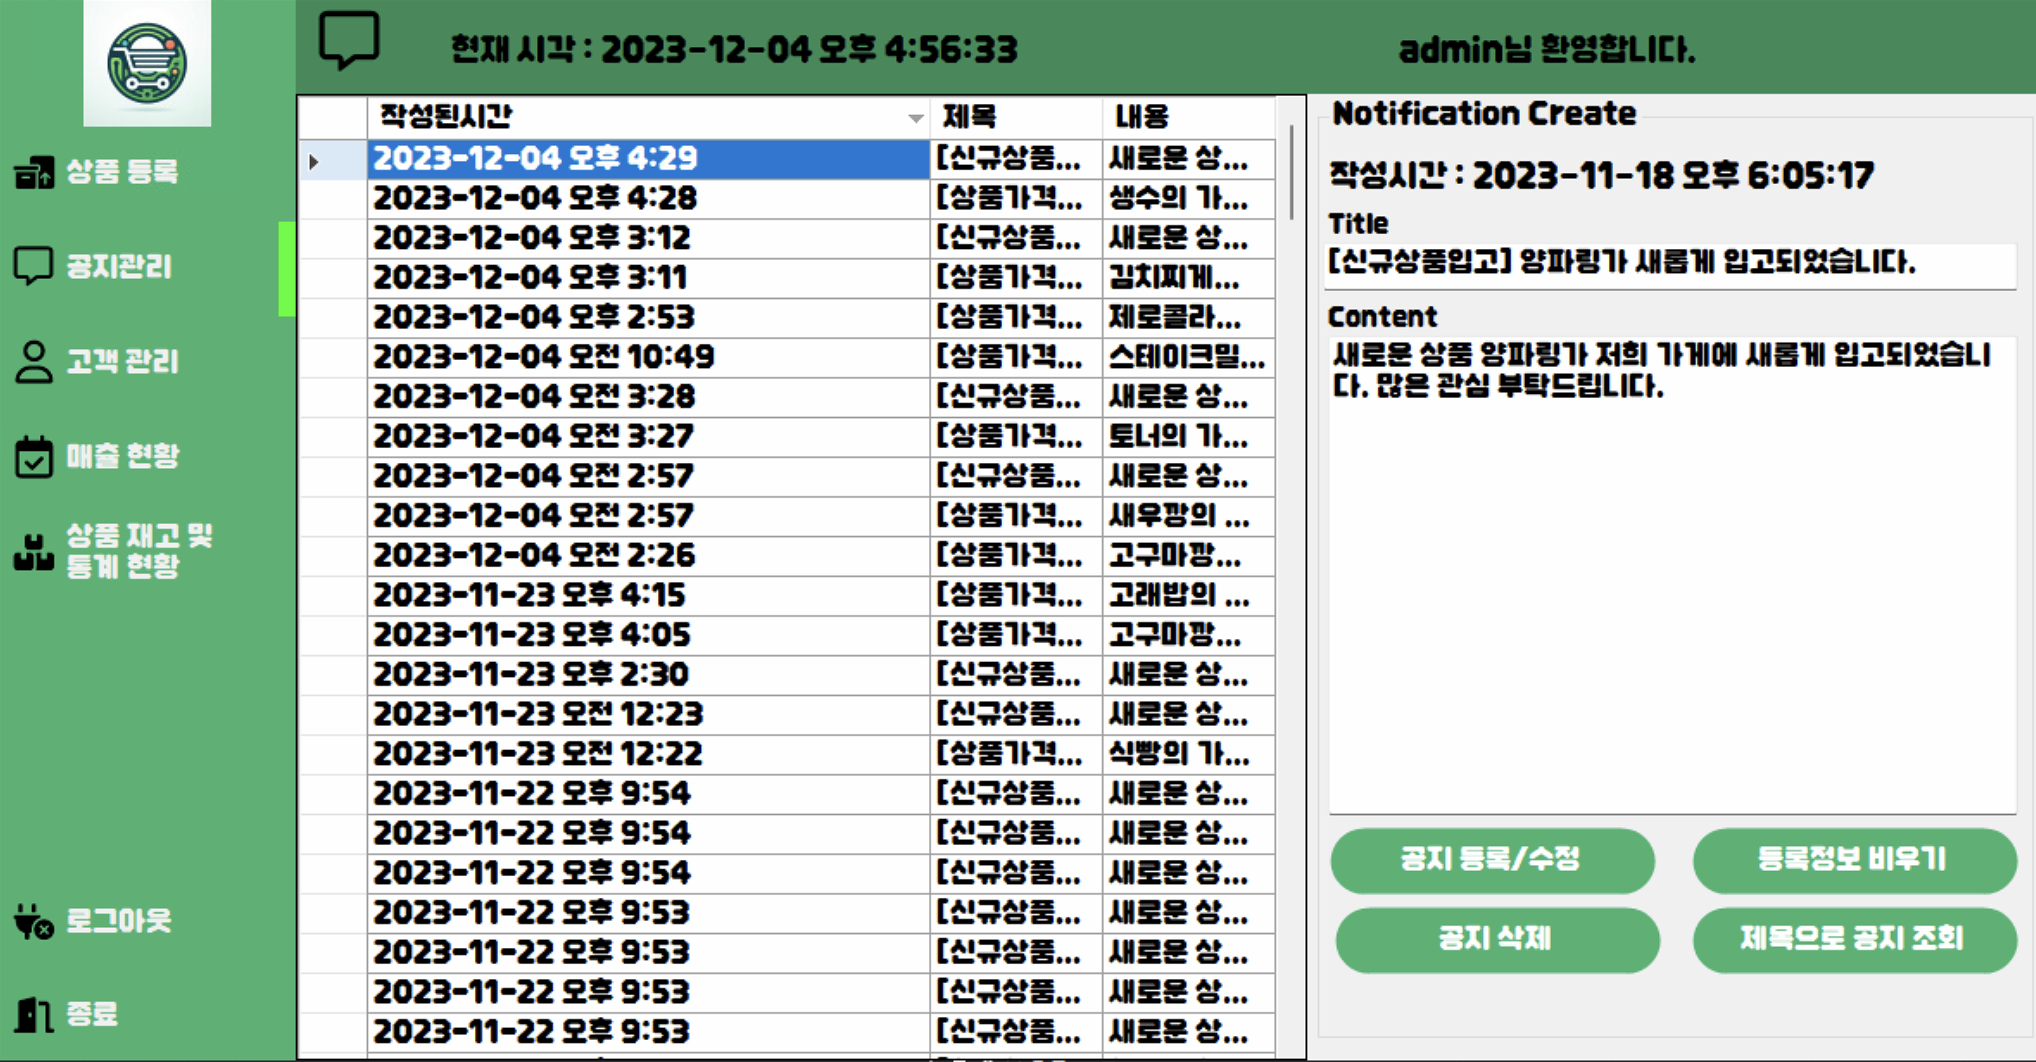 현재 시각 : 2023-12-04 오후 4:56:33
admin님 환영합니다.
상품 등록
공지관리
고객 관리
매출 현황
상품 재고 및
통계 현황
로그아웃
종료
작성된시간 제목 내용
2023-12-04 오후 4:29 [신규상품... 새로운 상...
2023-12-04 오후 4:28 [상품가격... 생수의 가...
2023-12-04 오후 3:12 [신규상품... 새로운 상...
2023-12-04 오후 3:11 [상품가격... 김치찌게...
2023-12-04 오후 2:53 [상품가격... 제로콜라...
2023-12-04 오전 10:49 [상품가격... 스테이크밀...
2023-12-04 오전 3:28 [신규상품... 새로운 상...
2023-12-04 오전 3:27 [상품가격... 토너의 가...
2023-12-04 오전 2:57 [신규상품... 새로운 상...
2023-12-04 오전 2:57 [상품가격... 새우깡의 ...
2023-12-04 오전 2:26 [상품가격... 고구마깡...
2023-11-23 오후 4:15 [상품가격... 고래밥의 ...
2023-11-23 오후 4:05 [상품가격... 고구마깡...
2023-11-23 오후 2:30 [신규상품... 새로운 상...
2023-11-23 오전 12:23 [신규상품... 새로운 상...
2023-11-23 오전 12:22 [상품가격... 식빵의 가...
2023-11-22 오후 9:54 [신규상품... 새로운 상...
2023-11-22 오후 9:54 [신규상품... 새로운 상...
2023-11-22 오후 9:54 [신규상품... 새로운 상...
2023-11-22 오후 9:53 [신규상품... 새로운 상...
2023-11-22 오후 9:53 [신규상품... 새로운 상...
2023-11-22 오후 9:53 [신규상품... 새로운 상...
2023-11-22 오후 9:53 [신규상품... 새로운 상...
Notification Create
작성시간 : 2023-11-18 오후 6:05:17
Title
[신규상품입고] 양파링가 새롭게 입고되었습니다.
Content
새로운 상품 양파링가 저희 가게에 새롭게 입고되었습니
다. 많은 관심 부탁드립니다.
공지 등록/수정
등록정보 비우기
공지 삭제
제목으로 공지 조회